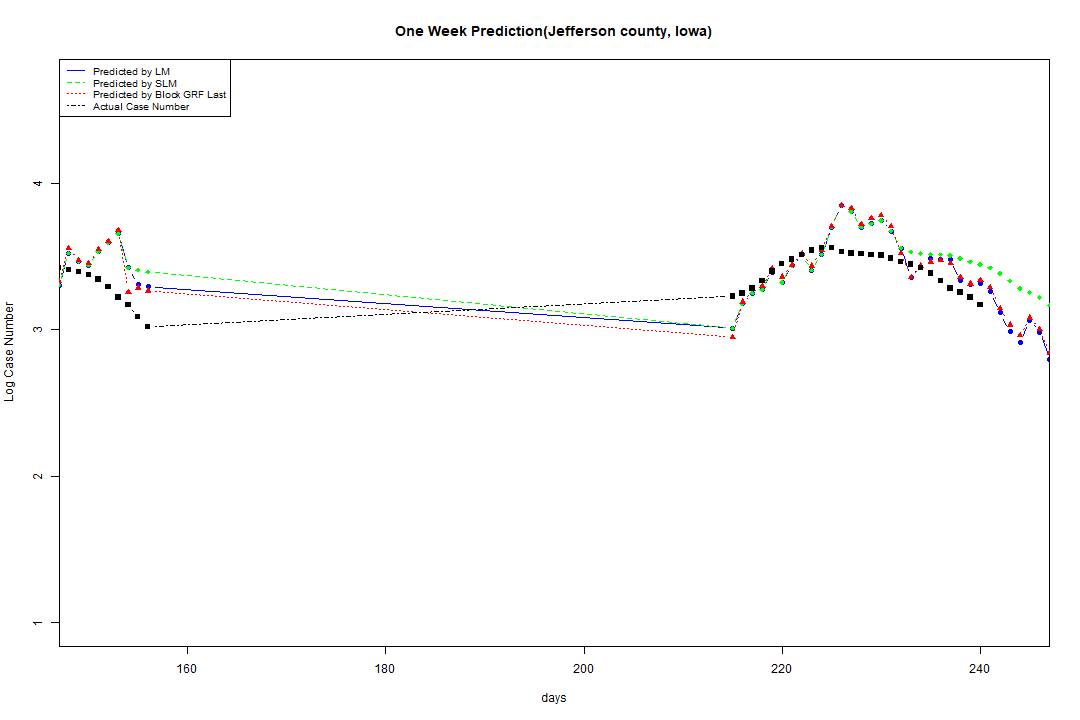 One Week Prediction(Jefferson county, Iowa)
Predicted by LM
Predicted by SLM
Predicted by Block GRF Last
Actual Case Number
4
3
2
1
Log Case Number
160 180 200 220 240
days